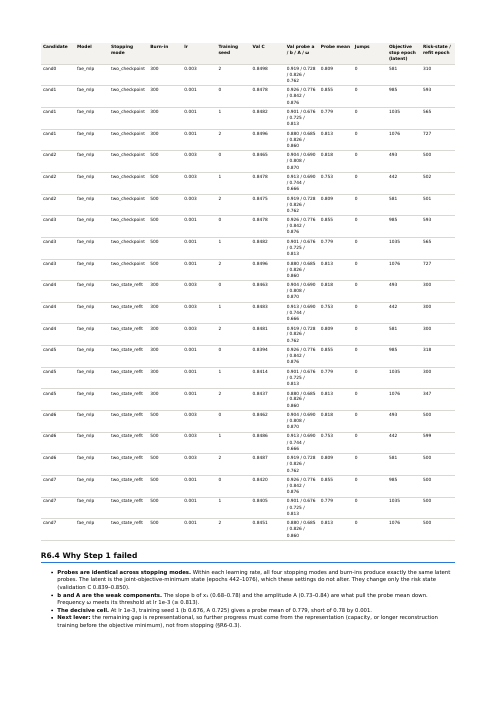 Candidate Model Stopping mode Burn-in lr Training seed Val C Val probe a / b / A / ω Probe mean Jumps Objective stop epoch (latent) Risk-state / refit epoch
cand0 fae_mlp two_checkpoint 300 0.003 2 0.8498 0.919 / 0.728 / 0.826 / 0.762 0.809 0 581 310
cand1 fae_mlp two_checkpoint 300 0.001 0 0.8478 0.926 / 0.776 / 0.842 / 0.876 0.855 0 985 593
cand1 fae_mlp two_checkpoint 300 0.001 1 0.8482 0.901 / 0.676 / 0.725 / 0.813 0.779 0 1035 565
cand1 fae_mlp two_checkpoint 300 0.001 2 0.8496 0.880 / 0.685 / 0.826 / 0.860 0.813 0 1076 727
cand2 fae_mlp two_checkpoint 500 0.003 0 0.8465 0.904 / 0.690 / 0.808 / 0.870 0.818 0 493 500
cand2 fae_mlp two_checkpoint 500 0.003 1 0.8478 0.913 / 0.690 / 0.744 / 0.666 0.753 0 442 502
cand2 fae_mlp two_checkpoint 500 0.003 2 0.8475 0.919 / 0.728 / 0.826 / 0.762 0.809 0 581 501
cand3 fae_mlp two_checkpoint 500 0.001 0 0.8478 0.926 / 0.776 / 0.842 / 0.876 0.855 0 985 593
cand3 fae_mlp two_checkpoint 500 0.001 1 0.8482 0.901 / 0.676 / 0.725 / 0.813 0.779 0 1035 565
cand3 fae_mlp two_checkpoint 500 0.001 2 0.8496 0.880 / 0.685 / 0.826 / 0.860 0.813 0 1076 727
cand4 fae_mlp two_state_refit 300 0.003 0 0.8463 0.904 / 0.690 / 0.808 / 0.870 0.818 0 493 300
cand4 fae_mlp two_state_refit 300 0.003 1 0.8483 0.913 / 0.690 / 0.744 / 0.666 0.753 0 442 300
cand4 fae_mlp two_state_refit 300 0.003 2 0.8481 0.919 / 0.728 / 0.826 / 0.762 0.809 0 581 300
cand5 fae_mlp two_state_refit 300 0.001 0 0.8394 0.926 / 0.776 / 0.842 / 0.876 0.855 0 985 318
cand5 fae_mlp two_state_refit 300 0.001 1 0.8414 0.901 / 0.676 / 0.725 / 0.813 0.779 0 1035 300
cand5 fae_mlp two_state_refit 300 0.001 2 0.8437 0.880 / 0.685 / 0.826 / 0.860 0.813 0 1076 347
cand6 fae_mlp two_state_refit 500 0.003 0 0.8462 0.904 / 0.690 / 0.808 / 0.870 0.818 0 493 500
cand6 fae_mlp two_state_refit 500 0.003 1 0.8486 0.913 / 0.690 / 0.744 / 0.666 0.753 0 442 599
cand6 fae_mlp two_state_refit 500 0.003 2 0.8487 0.919 / 0.728 / 0.826 / 0.762 0.809 0 581 500
cand7 fae_mlp two_state_refit 500 0.001 0 0.8420 0.926 / 0.776 / 0.842 / 0.876 0.855 0 985 500
cand7 fae_mlp two_state_refit 500 0.001 1 0.8405 0.901 / 0.676 / 0.725 / 0.813 0.779 0 1035 500
cand7 fae_mlp two_state_refit 500 0.001 2 0.8451 0.880 / 0.685 / 0.826 / 0.860 0.813 0 1076 500
R6.4 Why Step 1 failed
• Probes are identical across stopping modes. Within each learning rate, all four stopping modes and burn-ins produce exactly the same latent
probes. The latent is the joint-objective-minimum state (epochs 442–1076), which these settings do not alter. They change only the risk state
(validation C 0.839–0.850).
• b and A are the weak components. The slope b of x₁ (0.68–0.78) and the amplitude A (0.73–0.84) are what pull the probe mean down.
Frequency ω meets its threshold at lr 1e-3 (≥ 0.813).
• The decisive cell. At lr 1e-3, training seed 1 (b 0.676, A 0.725) gives a probe mean of 0.779, short of 0.78 by 0.001.
• Next lever: the remaining gap is representational, so further progress must come from the representation (capacity, or longer reconstruction
training before the objective minimum), not from stopping (§R6-0.3).